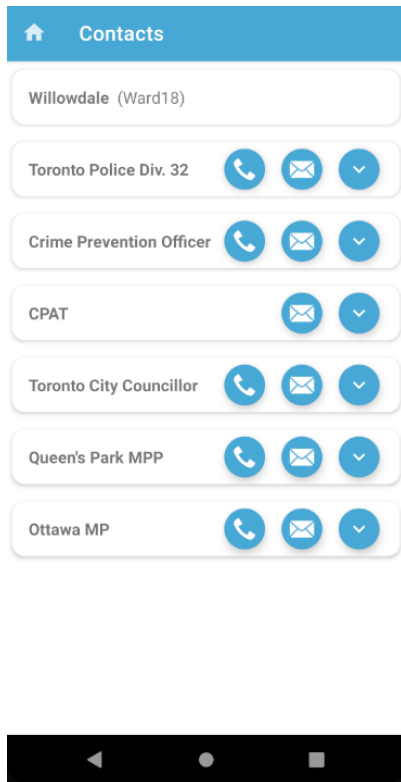 Contacts
Willowdale (Ward18)
Toronto Police Div. 32
Crime Prevention Officer
CPAT
Toronto City Councillor
Queen's Park MPP
Ottawa MP